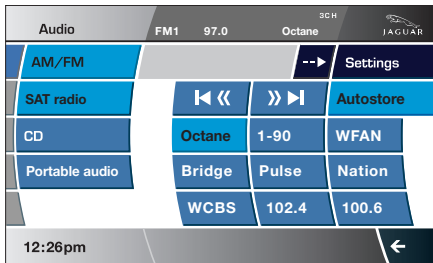 Audio FM1 97.0 Octane 3CH JAGUAR
AM/FM Settings
SAT radio Autostore
CD Octane 1-90 WFAN
Portable audio Bridge Pulse Nation
WCBS 102.4 100.6
12:26pm